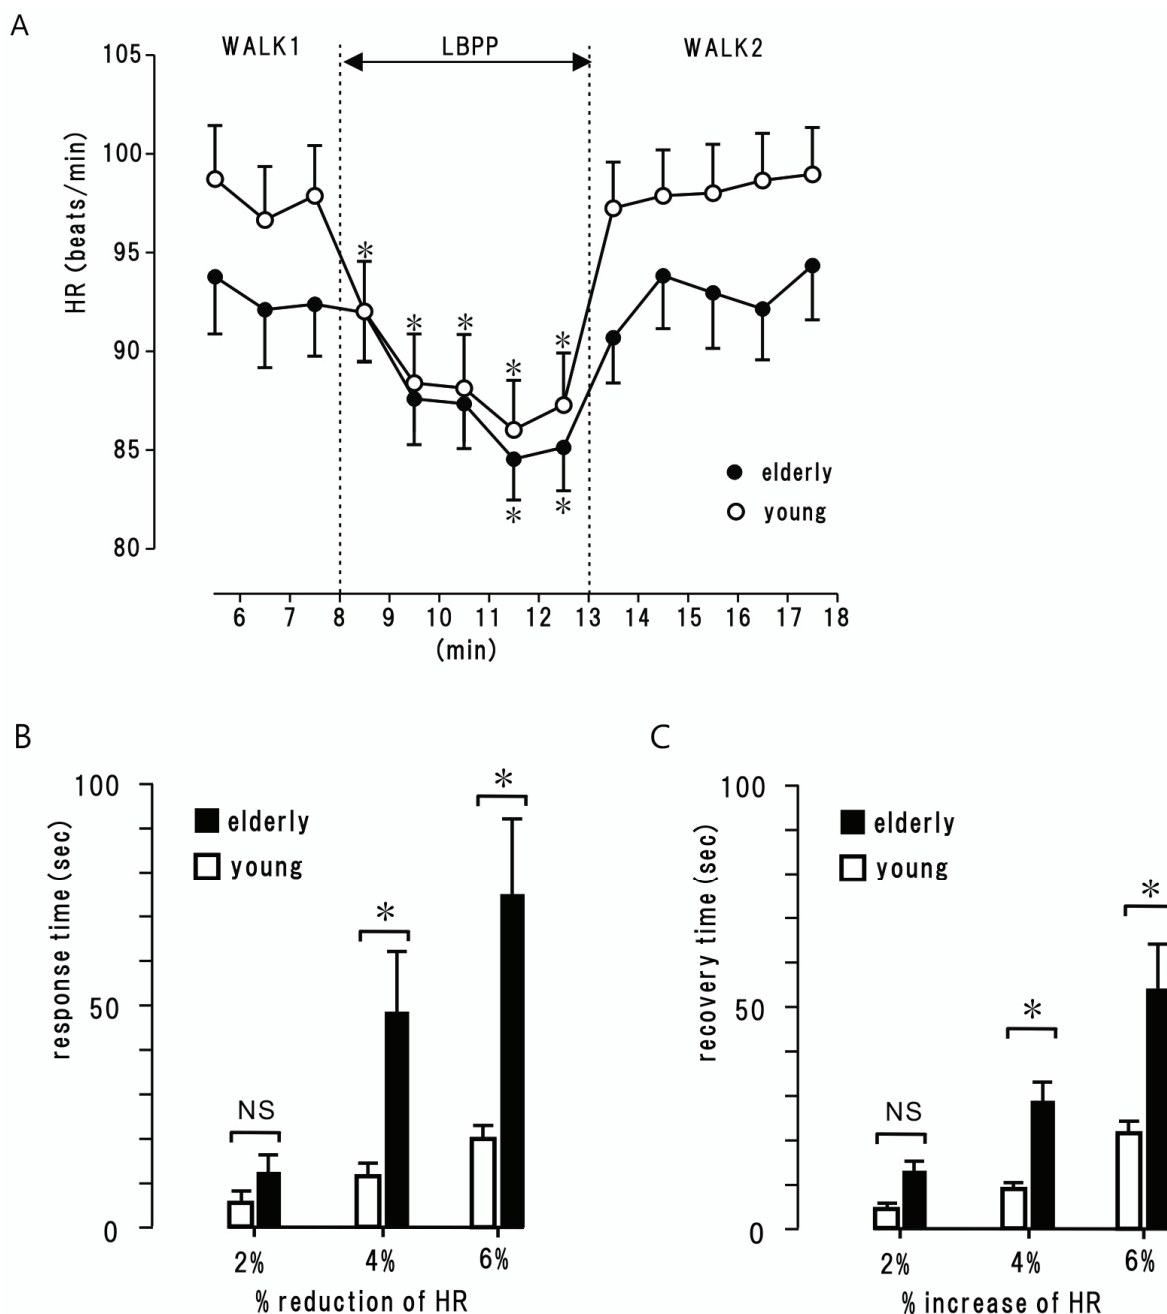 A
WALK1 LBPP WALK2
HR (beats/min)
105
100
95
90
85
80
* * * * *
* *
elderly
young
6 7 8 9 10 11 12 13 14 15 16 17 18
(min)
B
response time (sec)
100
50
0
elderly
young
NS * *
2% 4% 6%
% reduction of HR
C
recovery time (sec)
100
50
0
elderly
young
NS * *
2% 4% 6%
% increase of HR